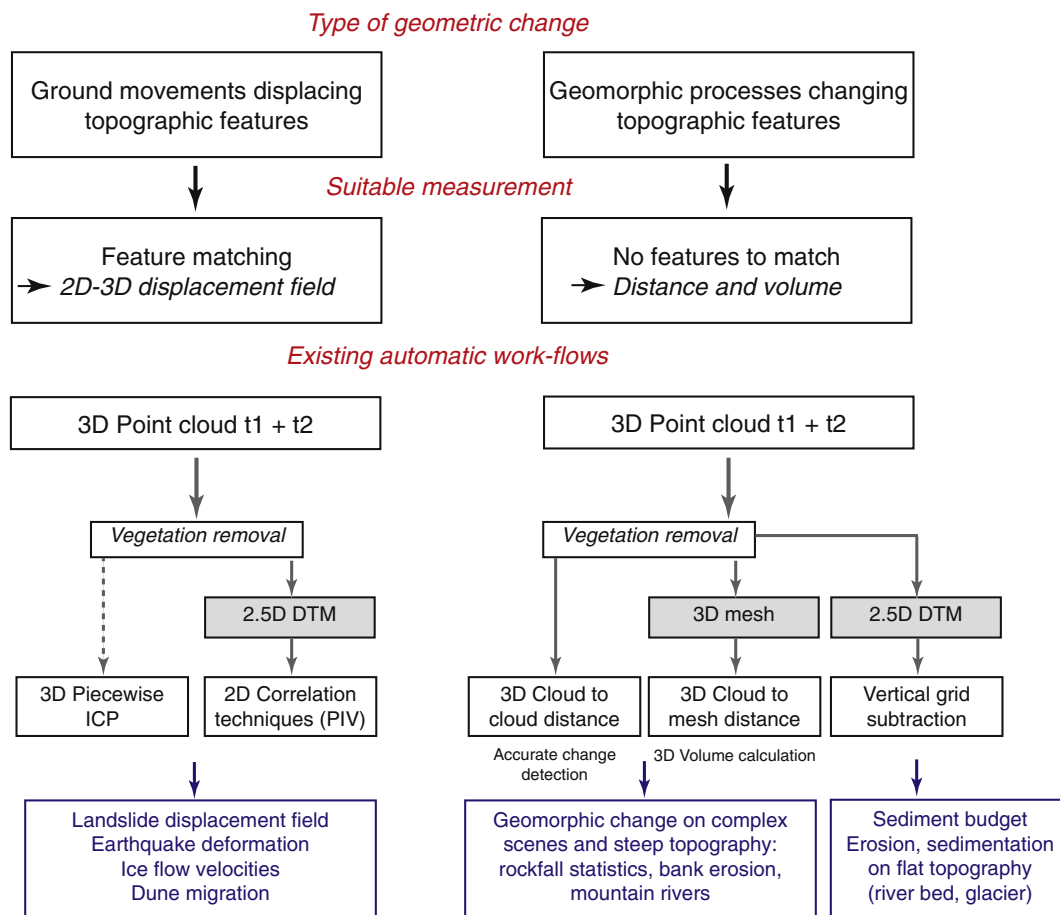 Type of geometric change
Ground movements displacing
topographic features
Geomorphic processes changing
topographic features
Suitable measurement
Feature matching
2D-3D displacement field
No features to match
Distance and volume
Existing automatic work-flows
3D Point cloud t1 + t2
3D Point cloud t1 + t2
Vegetation removal
Vegetation removal
2.5D DTM
3D mesh
2.5D DTM
3D Piecewise
ICP
2D Correlation
techniques (PIV)
3D Cloud to
cloud distance
3D Cloud to
mesh distance
Vertical grid
subtraction
Accurate change
detection
3D Volume calculation
Landslide displacement field
Earthquake deformation
Ice flow velocities
Dune migration
Geomorphic change on complex
scenes and steep topography:
rockfall statistics, bank erosion,
mountain rivers
Sediment budget
Erosion, sedimentation
on flat topography
(river bed, glacier)